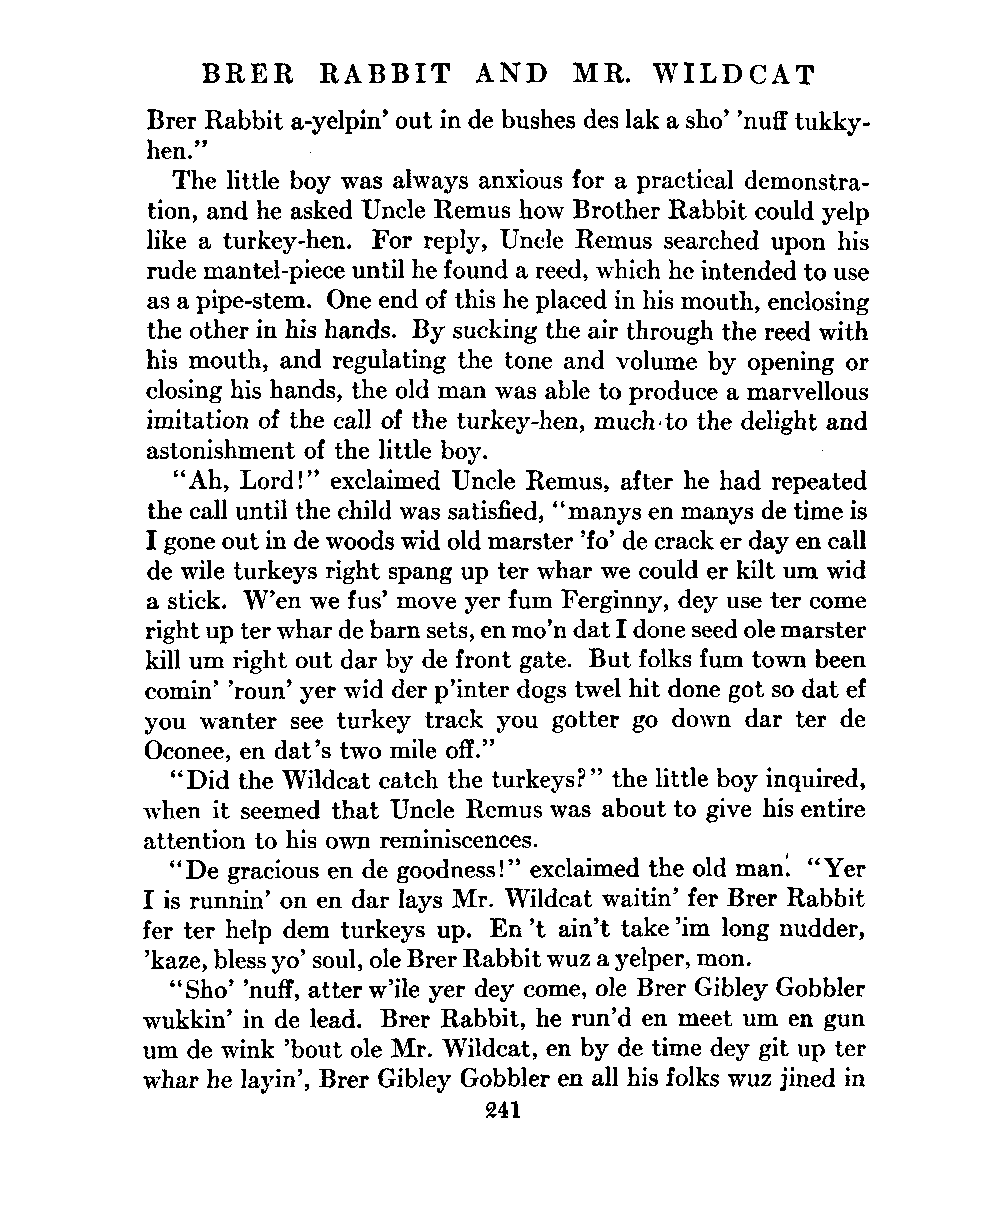 BRER RABBIT AND MR. WILDCAT
Brer Rabbit a-yelpin’ out in de bushes des lak a sho’ ’nuff tukky-
hen.”
The little boy was always anxious for a practical demonstra-
tion, and he asked Uncle Remus how Brother Rabbit could yelp
like a turkey-hen. For reply, Uncle Remus searched upon his
rude mantel-piece until he found a reed, which he intended to use
as a pipe-stem. One end of this he placed in his mouth, enclosing
the other in his hands. By sucking the air through the reed with
his mouth, and regulating the tone and volume by opening or
closing his hands, the old man was able to produce a marvellous
imitation of the call of the turkey-hen, much to the delight and
astonishment of the little boy.
“Ah, Lord!” exclaimed Uncle Remus, after he had repeated
the call until the child was satisfied, “manys en manys de time is
I gone out in de woods wid old marster ’fo’ de crack er day en call
de wile turkeys right spang up ter whar we could er kilt um wid
a stick. W’en we fus’ move yer fum Ferginny, dey use ter come
right up ter whar de barn sets, en mo’n dat I done seed ole marster
kill um right out dar by de front gate. But folks fum town been
comin’ ’roun’ yer wid der p’inter dogs twel hit done got so dat ef
you wanter see turkey track you gotter go down dar ter de
Oconee, en dat’s two mile off.”
“Did the Wildcat catch the turkeys?” the little boy inquired,
when it seemed that Uncle Remus was about to give his entire
attention to his own reminiscences.
“De gracious en de goodness!” exclaimed the old man. “Yer
I is runnin’ on en dar lays Mr. Wildcat waitin’ fer Brer Rabbit
fer ter help dem turkeys up. En ’t ain’t take ’im long nudder,
’kaze, bless yo’ soul, ole Brer Rabbit wuz a yelper, mon.
“Sho’ ’nuff, atter w’ile yer dey come, ole Brer Gibley Gobbler
wukkin’ in de lead. Brer Rabbit, he run’d en meet um en gun
um de wink ’bout ole Mr. Wildcat, en by de time dey git up ter
whar he layin’, Brer Gibley Gobbler en all his folks wuz jined in
241